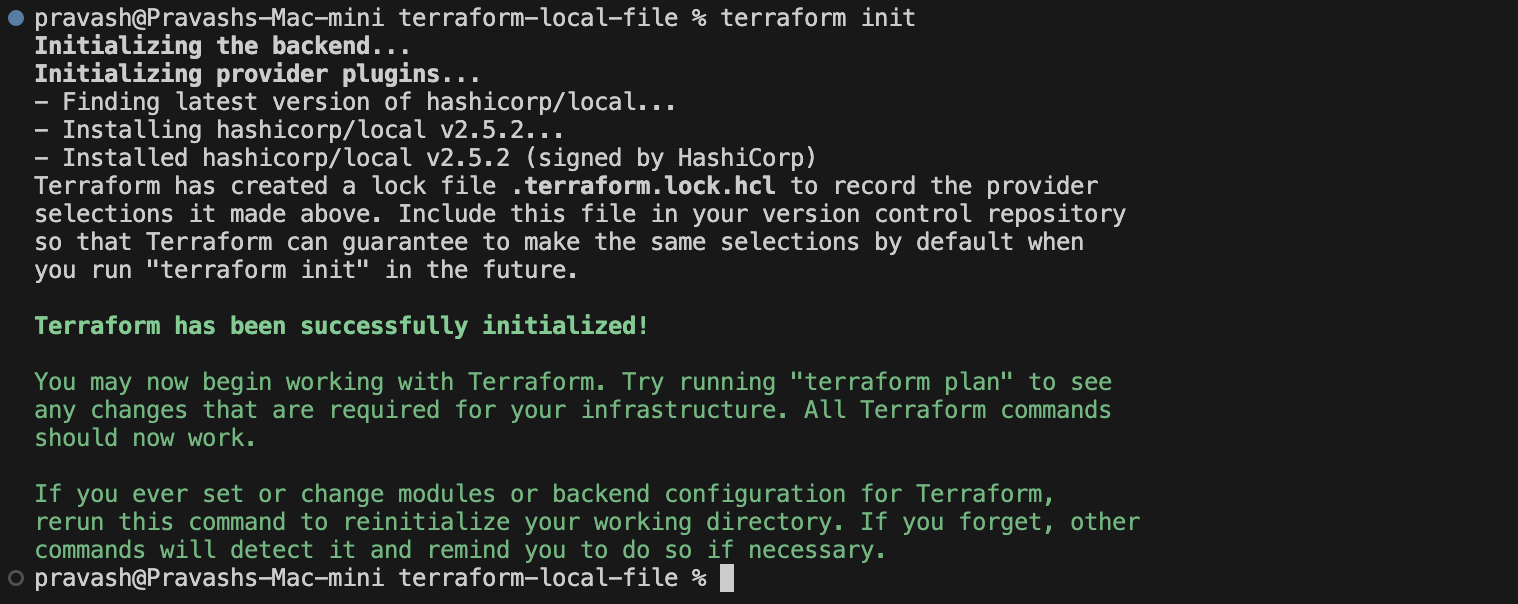 pravash@Pravashs-Mac-mini terraform-local-file % terraform init
Initializing the backend...
Initializing provider plugins...
- Finding latest version of hashicorp/local...
- Installing hashicorp/local v2.5.2...
- Installed hashicorp/local v2.5.2 (signed by HashiCorp)
Terraform has created a lock file .terraform.lock.hcl to record the provider
selections it made above. Include this file in your version control repository
so that Terraform can guarantee to make the same selections by default when
you run "terraform init" in the future.
Terraform has been successfully initialized!
You may now begin working with Terraform. Try running "terraform plan" to see
any changes that are required for your infrastructure. All Terraform commands
should now work.
If you ever set or change modules or backend configuration for Terraform,
rerun this command to reinitialize your working directory. If you forget, other
commands will detect it and remind you to do so if necessary.
pravash@Pravashs-Mac-mini terraform-local-file %